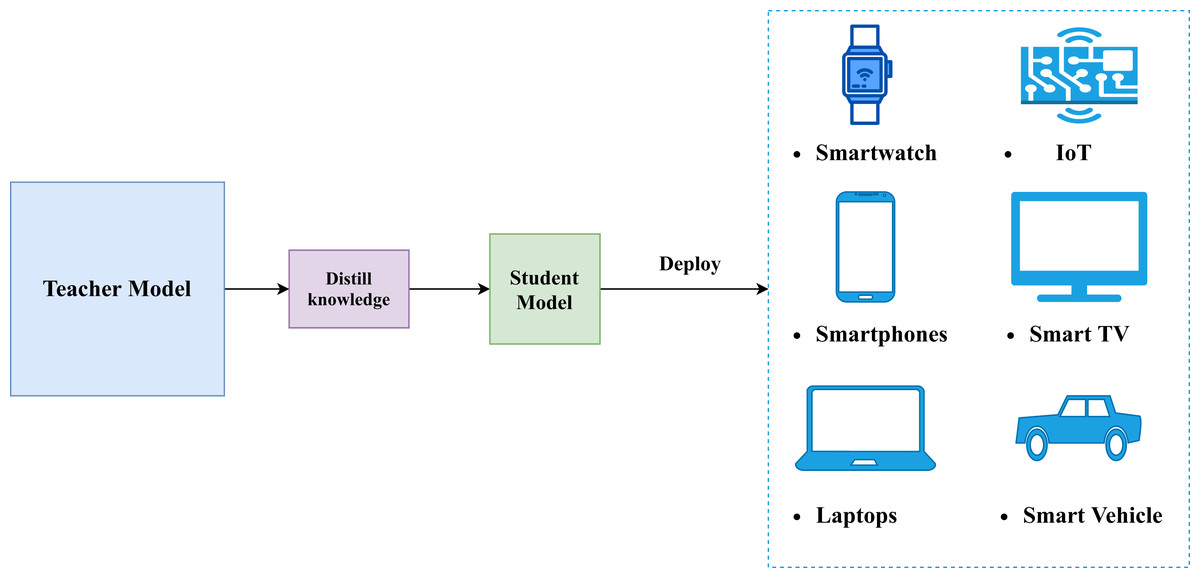 Teacher Model
Distill
knowledge
Student
Model
Deploy
• Smartwatch
• IoT
• Smartphones
• Smart TV
• Laptops
• Smart Vehicle